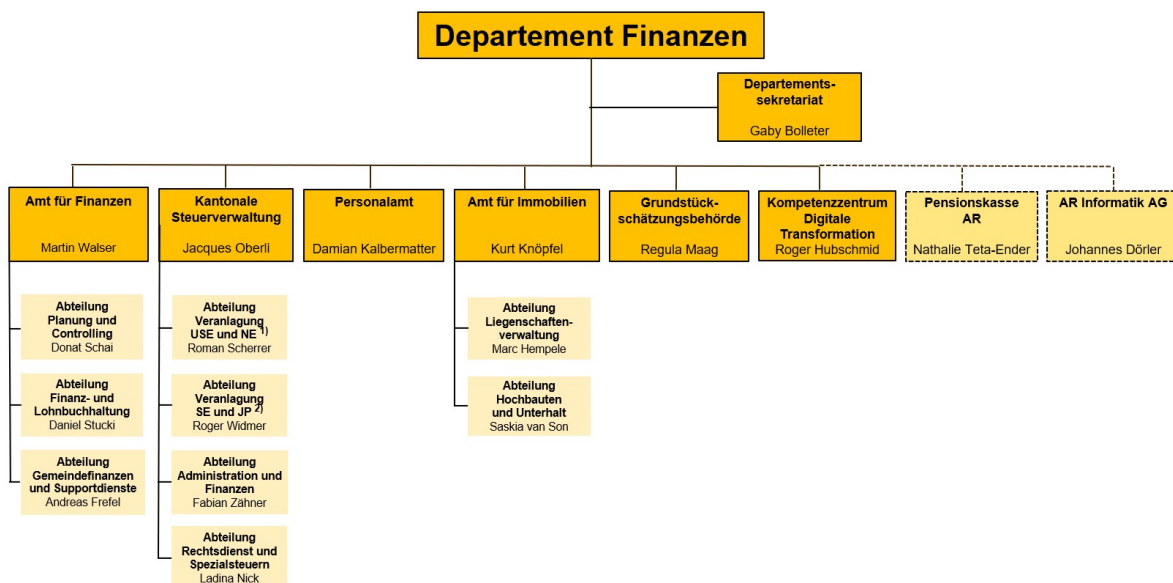 Departement Finanzen
Departements-
sekretariat
Gaby Bolleter
Amt für Finanzen
Martin Walser
Kantonale
Steuerverwaltung
Jacques Oberli
Personalamt
Damian Kalbermatter
Amt für Immobilien
Kurt Knöpfel
Grundstück-
schätzungsbehörde
Regula Maag
Kompetenzzentrum
Digitale
Transformation
Roger Hubschmid
Pensionskasse
AR
Nathalie Teta-Ender
AR Informatik AG
Johannes Dörler
Abteilung
Planung und
Controlling
Donat Schai
Abteilung
Finanz- und
Lohnbuchhaltung
Daniel Stucki
Abteilung
Gemeindefinanzen
und Supportdienste
Andreas Frefel
Abteilung
Veranlagung
USE und NE 1)
Roman Scherrer
Abteilung
Veranlagung
SE und JP 2)
Roger Widmer
Abteilung
Administration und
Finanzen
Fabian Zähner
Abteilung
Rechtsdienst und
Spezialsteuern
Ladina Nick
Abteilung
Liegenschaften-
verwaltung
Marc Hempele
Abteilung
Hochbauten
und Unterhalt
Saskia van Son